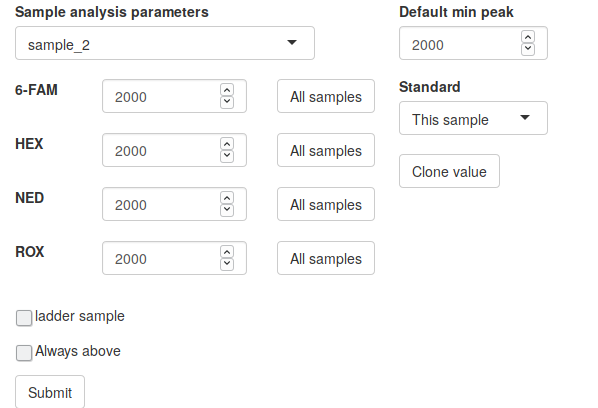 Sample analysis parameters
sample_2
6-FAM 2000 All samples
HEX 2000 All samples
NED 2000 All samples
ROX 2000 All samples
ladder sample
Always above
Submit
Default min peak
2000
Standard
This sample
Clone value